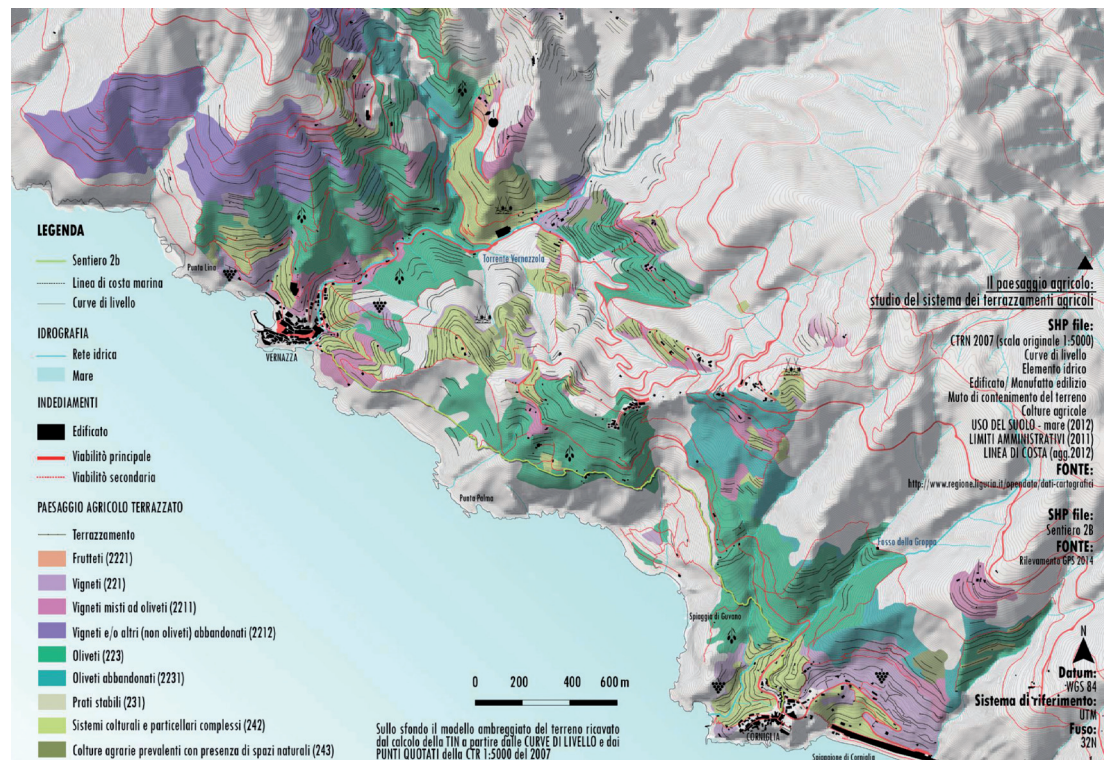 LEGENDA
Sentiero 2b
Linea di costa marina
Curve di livello
IDROGRAFIA
Rete idrica
Mare
INDEDIAMENTI
Edificato
Viabilità principale
Viabilità secondaria
PAESAGGIO AGRICOLO TERRAZZATO
Terrazzamento
Frutteti (2221)
Vigneti (221)
Vigneti misti ad oliveti (2211)
Vigneti e/o altri (non oliveti) abbandonati (2212)
Oliveti (223)
Oliveti abbandonati (2231)
Prati stabili (231)
Sistemi colturali e particellari complessi (242)
Colture agrarie prevalenti con presenza di spazi naturali (243)
Punta Lina
VERNAZZA
Torrente Vernazzola
Punta Palma
Fosso della Groppa
Spiaggia di Guvano
CORNIGLIA
Spiaggione di Corniglia
0 200 400 600 m
Sullo sfondo il modello ombreggiato del terreno ricavato
dal calcolo della TIN a partire dalle CURVE DI LIVELLO e dai
PUNTI QUOTATI della CTR 1:5000 del 2007
Il paesaggio agricolo:
studio del sistema dei terrazzamenti agricoli
SHP file:
CTRN 2007 (scala originale 1:5000)
Curve di livello
Elemento idrico
Edificato/ Manufatto edilizio
Muto di contenimento del terreno
Colture agricole
USO DEL SUOLO - mare (2012)
LIMITI AMMINISTRATIVI (2011)
LINEA DI COSTA (agg.2012)
FONTE:
http://www.regione.liguria.it/opendata/dati-cartografici
SHP file:
Sentiero 2B
FONTE:
Rilevamento GPS 2014
N
Datum:
WGS 84
Sistema di riferimento:
UTM
Fuso:
32N